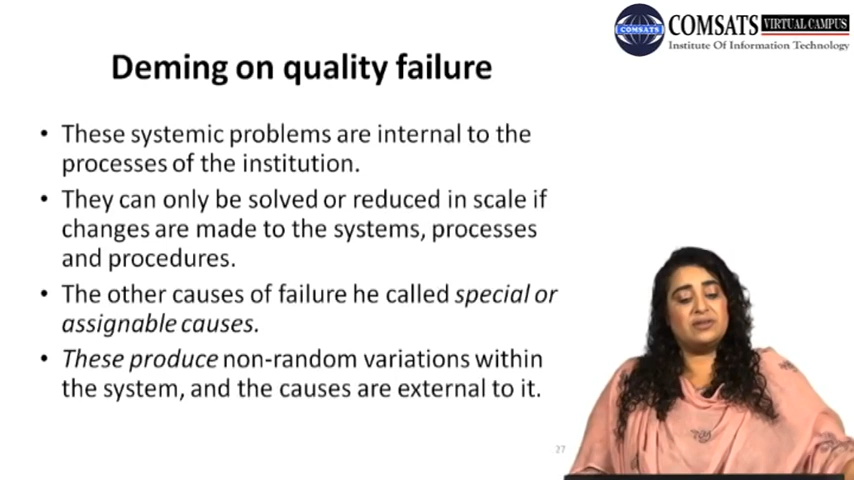 COMSATS VIRTUAL CAMPUS
Institute Of Information Technology
COMSATS
Deming on quality failure
• These systemic problems are internal to the
processes of the institution.
• They can only be solved or reduced in scale if
changes are made to the systems, processes
and procedures.
• The other causes of failure he called special or
assignable causes.
• These produce non-random variations within
the system, and the causes are external to it.
27